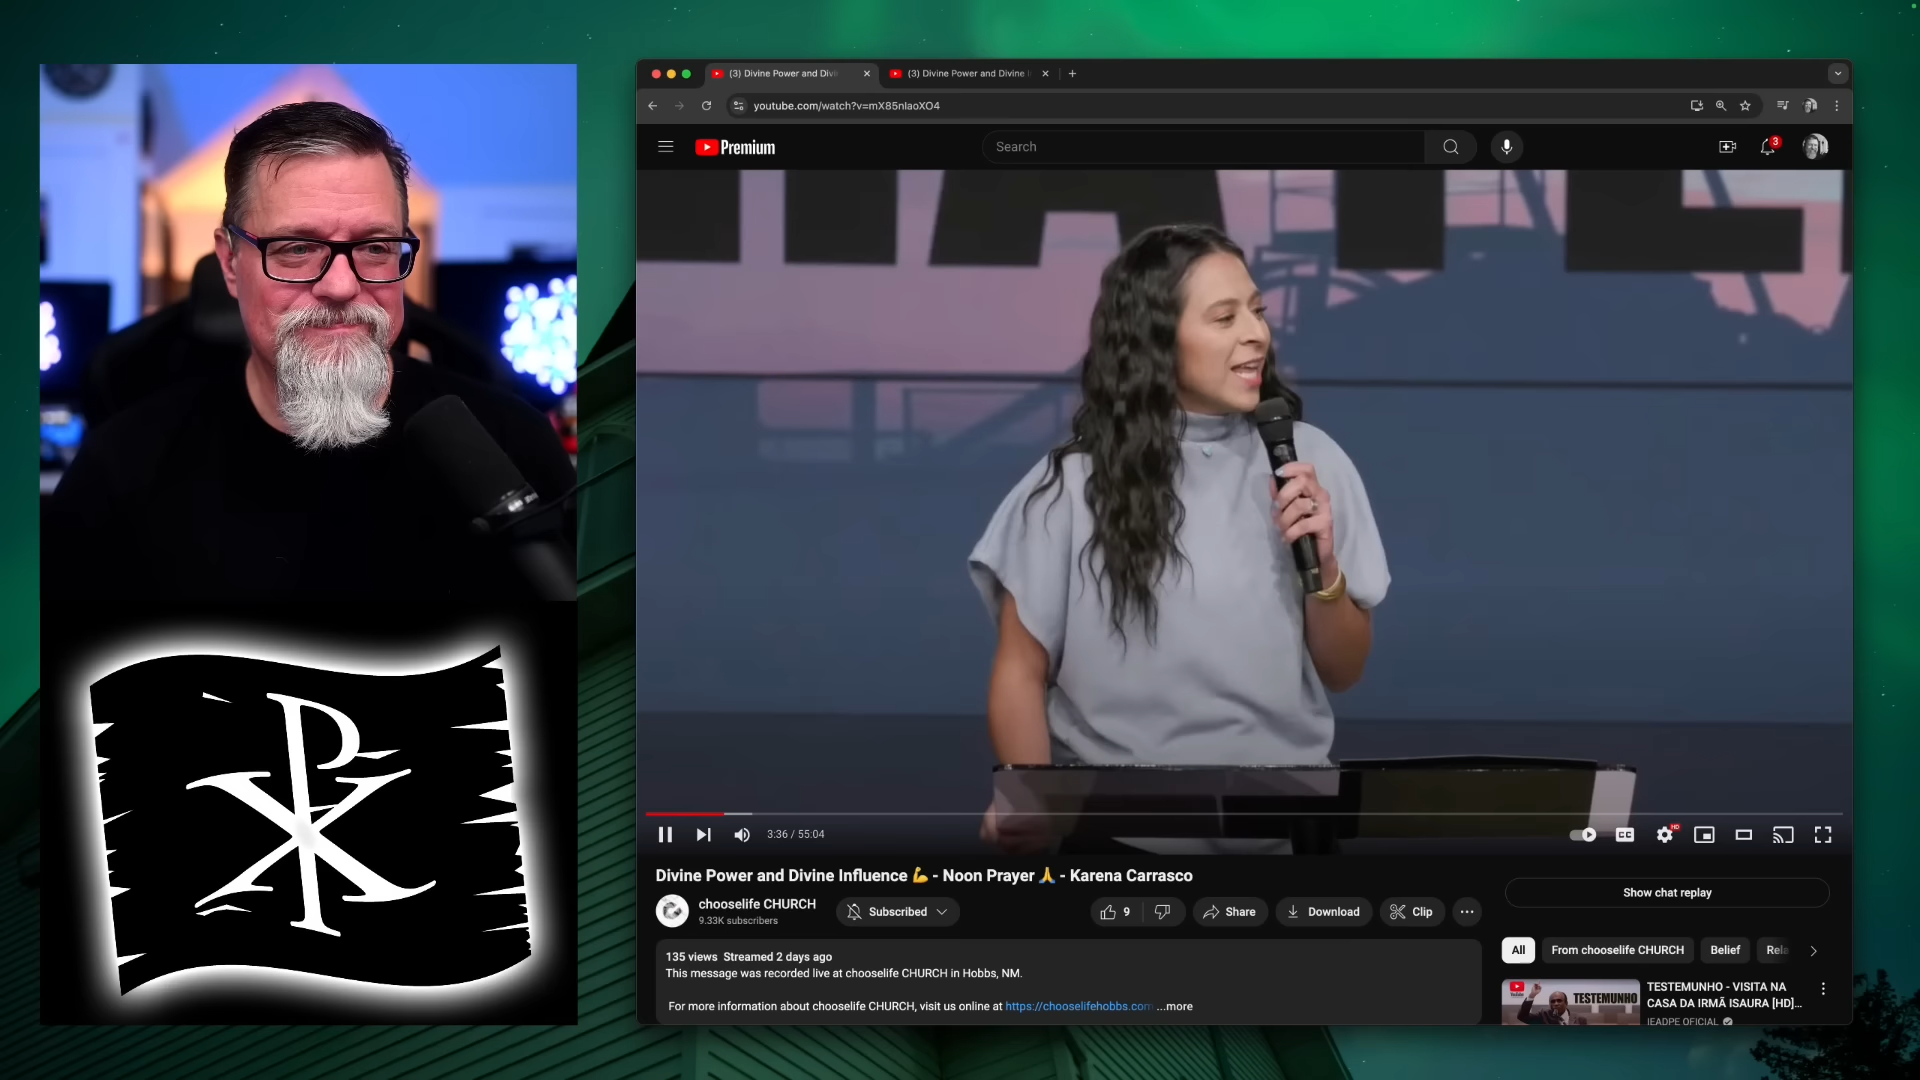 (3) Divine Power and Divi
(3) Divine Power and Divine I
youtube.com/watch?v=mX85nlaoXO4
Premium
Search
3
3:36 / 55:04
CC
HD
Divine Power and Divine Influence 💪 - Noon Prayer 🙏 - Karena Carrasco
chooselife CHURCH
9.33K subscribers
Subscribed
9
Share
Download
Clip
135 views Streamed 2 days ago
This message was recorded live at chooselife CHURCH in Hobbs, NM.
For more information about chooselife CHURCH, visit us online at https://chooselifehobbs.com ...more
Show chat replay
All
From chooselife CHURCH
Belief
Rela
TESTEMUNHO
TESTEMUNHO - VISITA NA
CASA DA IRMÃ ISAURA [HD]...
IEADPE OFICIAL